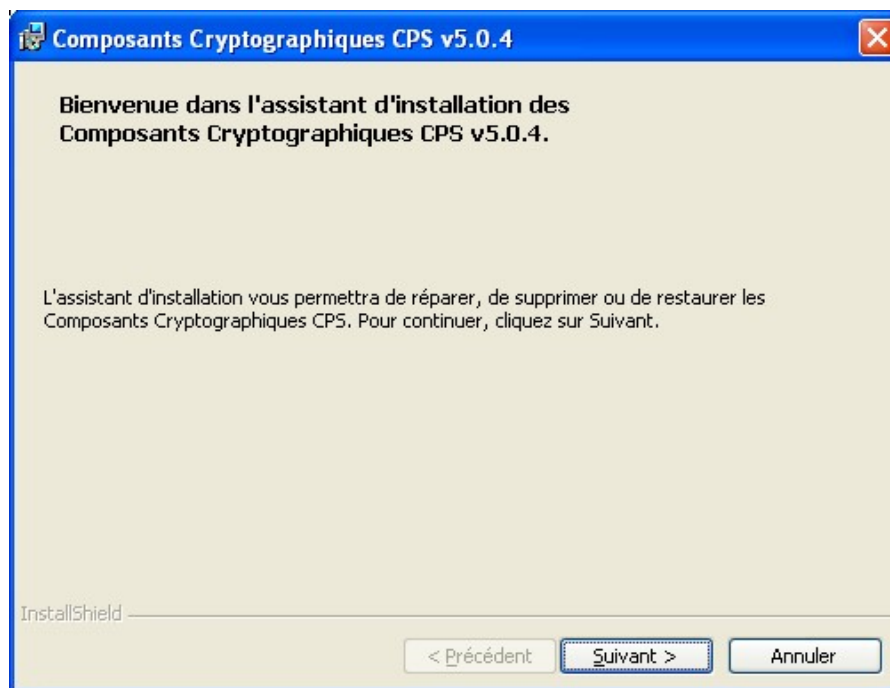 Composants Cryptographiques CPS v5.0.4
Bienvenue dans l'assistant d'installation des
Composants Cryptographiques CPS v5.0.4.
L'assistant d'installation vous permettra de réparer, de supprimer ou de restaurer les
Composants Cryptographiques CPS. Pour continuer, cliquez sur Suivant.
InstallShield
< Précédent
Suivant >
Annuler